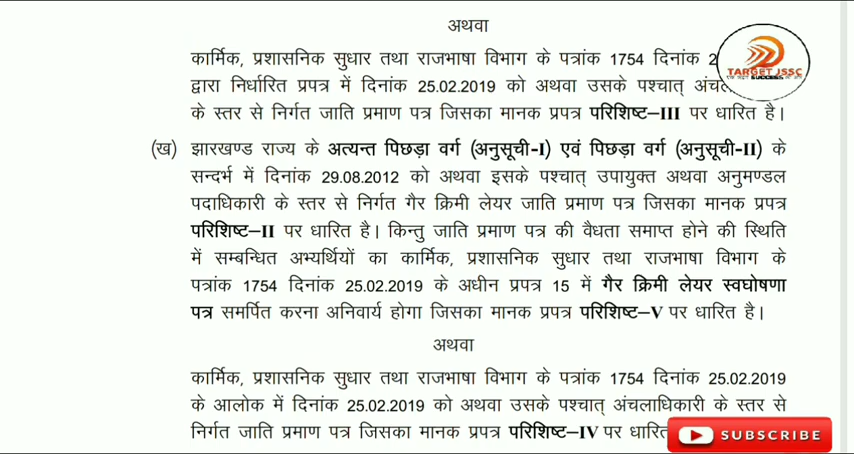 अथवा
कार्मिक, प्रशासनिक सुधार तथा राजभाषा विभाग के पत्रांक 1754 दिनांक 2
द्वारा निर्धारित प्रपत्र में दिनांक 25.02.2019 को अथवा उसके पश्चात्
के स्तर से निर्गत जाति प्रमाण पत्र जिसका मानक प्रपत्र परिशिष्ट–III पर धारित है।
TARGET JSSC
(ख) झारखण्ड राज्य के अत्यन्त पिछड़ा वर्ग (अनुसूची-I) एवं पिछड़ा वर्ग (अनुसूची-II) के
सन्दर्भ में दिनांक 29.08.2012 को अथवा इसके पश्चात् उपायुक्त अथवा अनुमण्डल
पदाधिकारी के स्तर से निर्गत गैर क्रिमी लेयर जाति प्रमाण पत्र जिसका मानक प्रपत्र
परिशिष्ट–II पर धारित है। किन्तु जाति प्रमाण पत्र की वैधता समाप्त होने की स्थिति
में सम्बन्धित अभ्यर्थियों का कार्मिक, प्रशासनिक सुधार तथा राजभाषा विभाग के
पत्रांक 1754 दिनांक 25.02.2019 के अधीन प्रपत्र 15 में गैर क्रिमी लेयर स्वघोषणा
पत्र समर्पित करना अनिवार्य होगा जिसका मानक प्रपत्र परिशिष्ट–V पर धारित है।
अथवा
कार्मिक, प्रशासनिक सुधार तथा राजभाषा विभाग के पत्रांक 1754 दिनांक 25.02.2019
के आलोक में दिनांक 25.02.2019 को अथवा उसके पश्चात् अंचलाधिकारी के स्तर से
निर्गत जाति प्रमाण पत्र जिसका मानक प्रपत्र परिशिष्ट–IV पर धारित
SUBSCRIBE